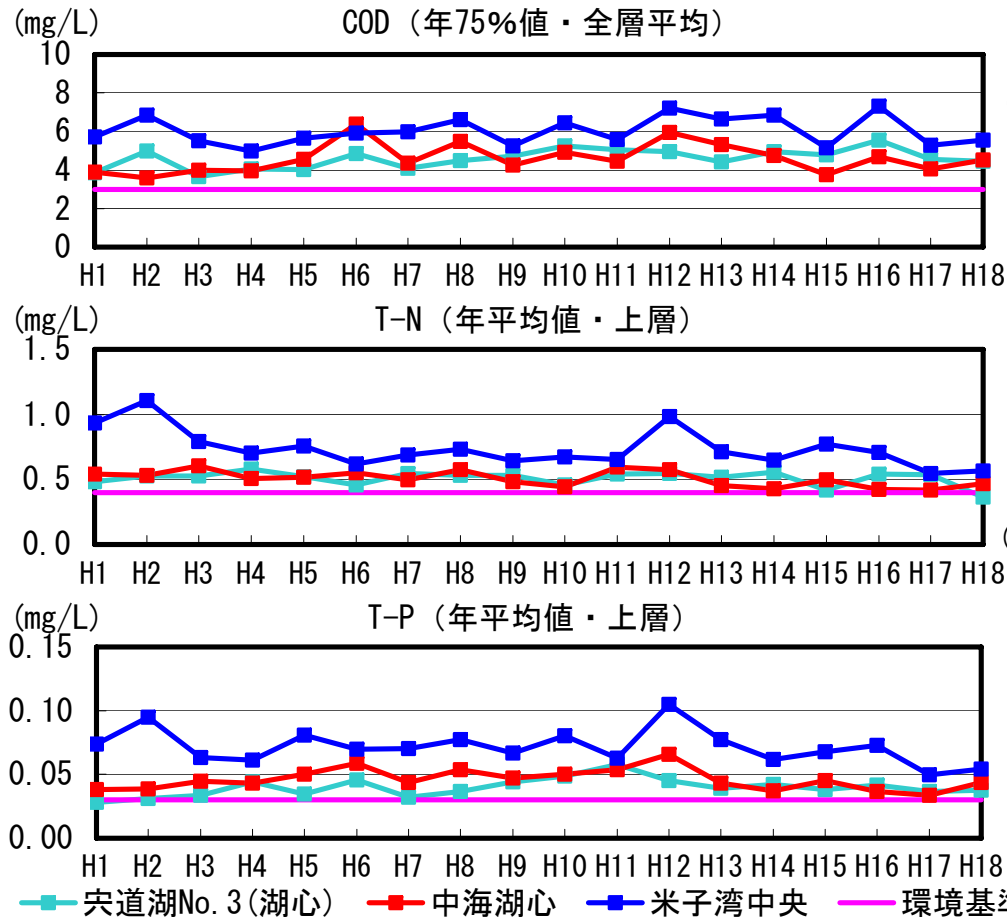 (mg/L) COD（年75%値・全層平均）
10
8
6
4
2
0
H1 H2 H3 H4 H5 H6 H7 H8 H9 H10 H11 H12 H13 H14 H15 H16 H17 H18
(mg/L) T-N（年平均値・上層）
1.5
1.0
0.5
0.0
(
H1 H2 H3 H4 H5 H6 H7 H8 H9 H10 H11 H12 H13 H14 H15 H16 H17 H18
(mg/L) T-P（年平均値・上層）
0.15
0.10
0.05
0.00
H1 H2 H3 H4 H5 H6 H7 H8 H9 H10 H11 H12 H13 H14 H15 H16 H17 H18
宍道湖No.3(湖心) 中海湖心 米子湾中央 環境基準